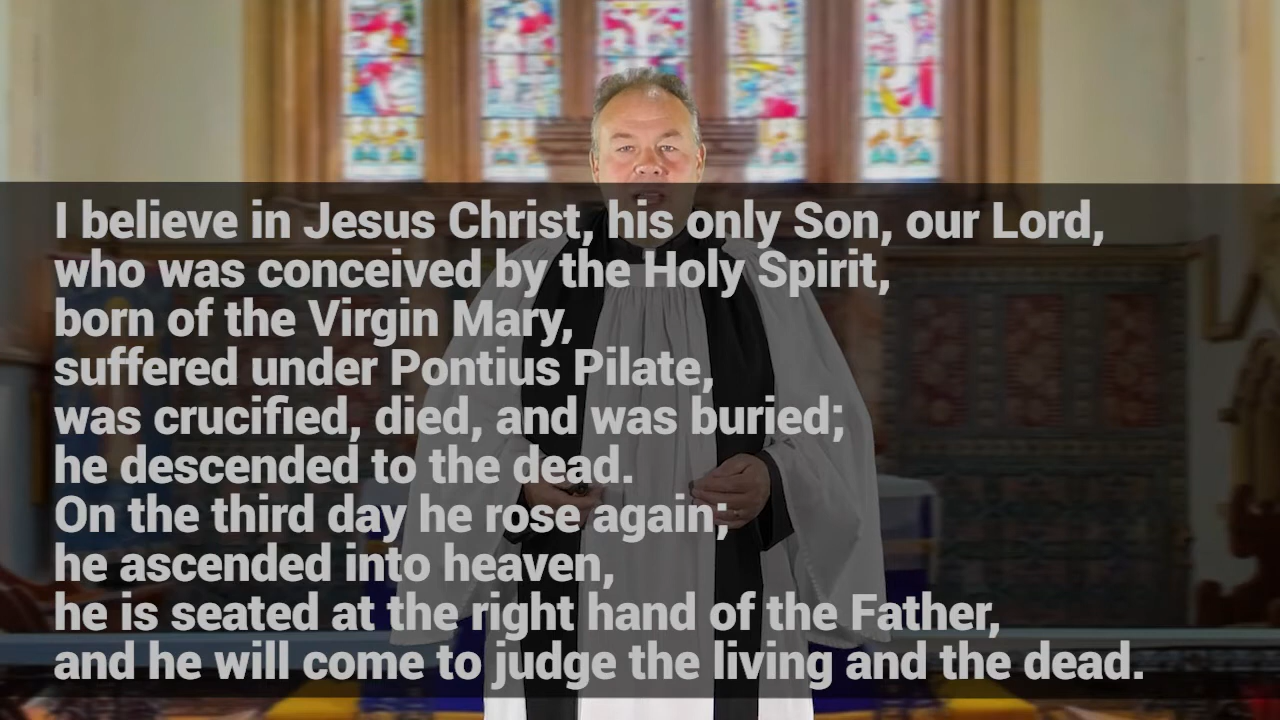 I believe in Jesus Christ, his only Son, our Lord,
who was conceived by the Holy Spirit,
born of the Virgin Mary,
suffered under Pontius Pilate,
was crucified, died, and was buried;
he descended to the dead.
On the third day he rose again;
he ascended into heaven,
he is seated at the right hand of the Father,
and he will come to judge the living and the dead.